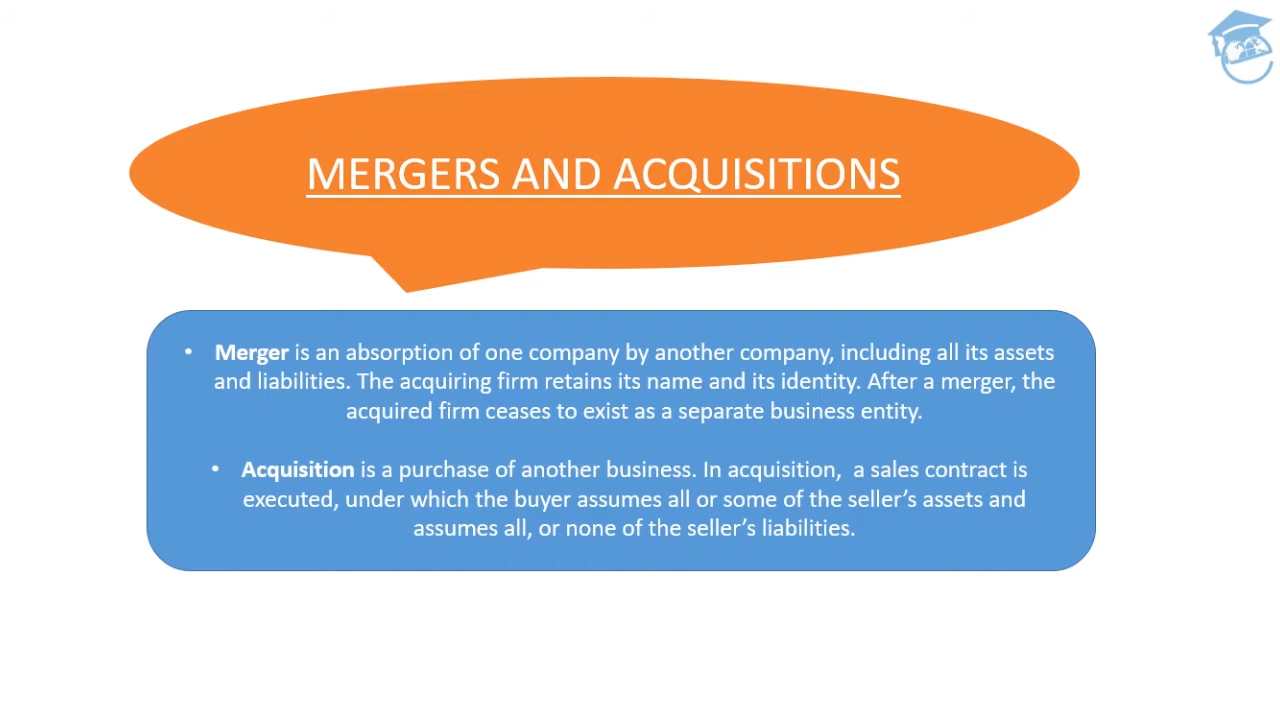 MERGERS AND ACQUISITIONS
• Merger is an absorption of one company by another company, including all its assets
and liabilities. The acquiring firm retains its name and its identity. After a merger, the
acquired firm ceases to exist as a separate business entity.
• Acquisition is a purchase of another business. In acquisition,  a sales contract is
executed, under which the buyer assumes all or some of the seller’s assets and
assumes all, or none of the seller’s liabilities.